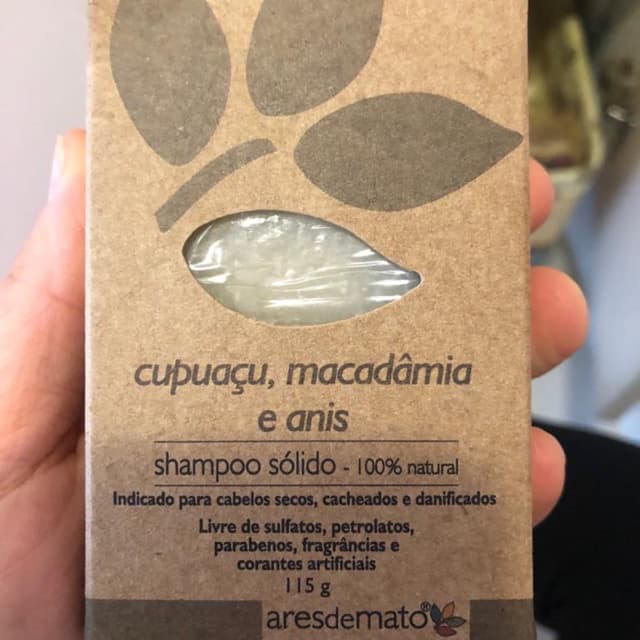 cupuaçu, macadâmia
e anis
shampoo sólido - 100% natural
Indicado para cabelos secos, cacheados e danificados
Livre de sulfatos, petrolatos,
parabenos, fragrâncias e
corantes artificiais
115 g
aresdemato®